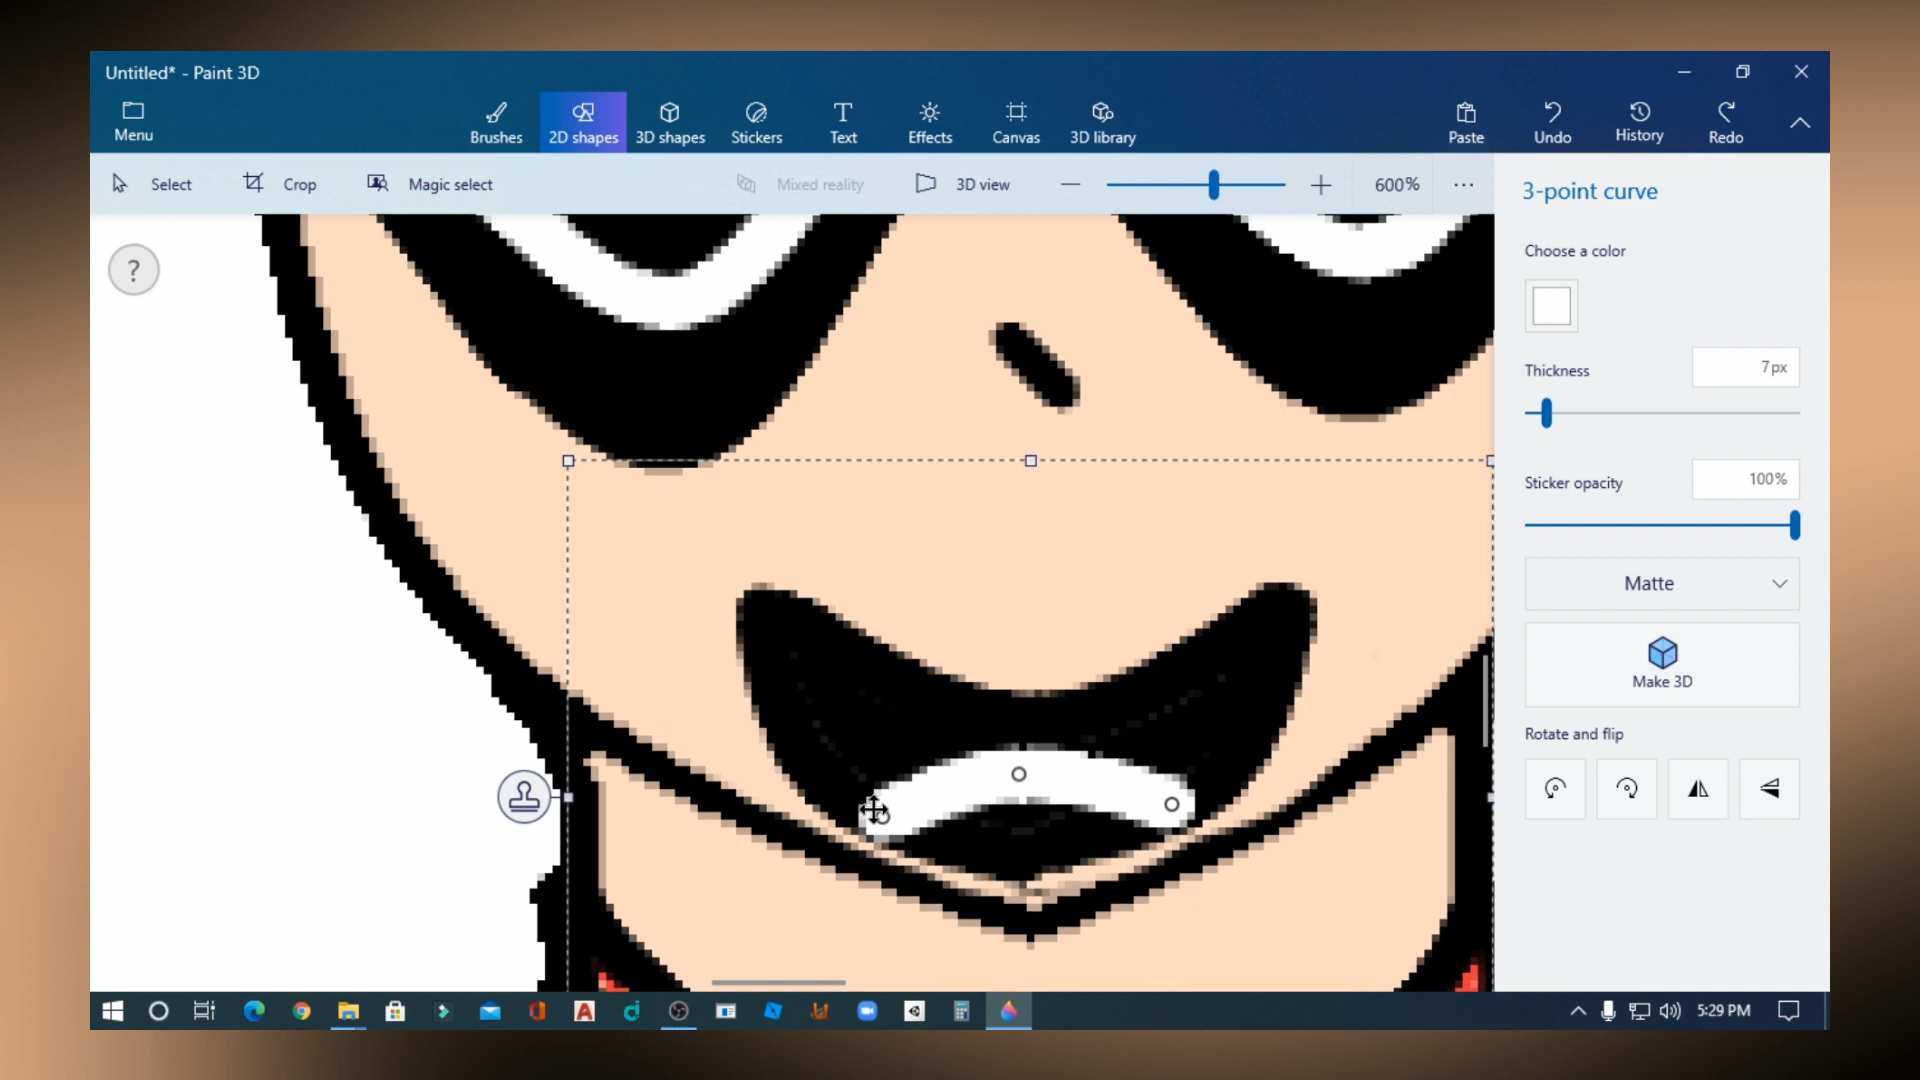 Untitled* - Paint 3D
Menu
Brushes
2D shapes
3D shapes
Stickers
Text
Effects
Canvas
3D library
Paste
Undo
History
Redo
Select
Crop
Magic select
Mixed reality
3D view
600%
3-point curve
Choose a color
Thickness
7px
Sticker opacity
100%
Matte
Make 3D
Rotate and flip
?
5:29 PM